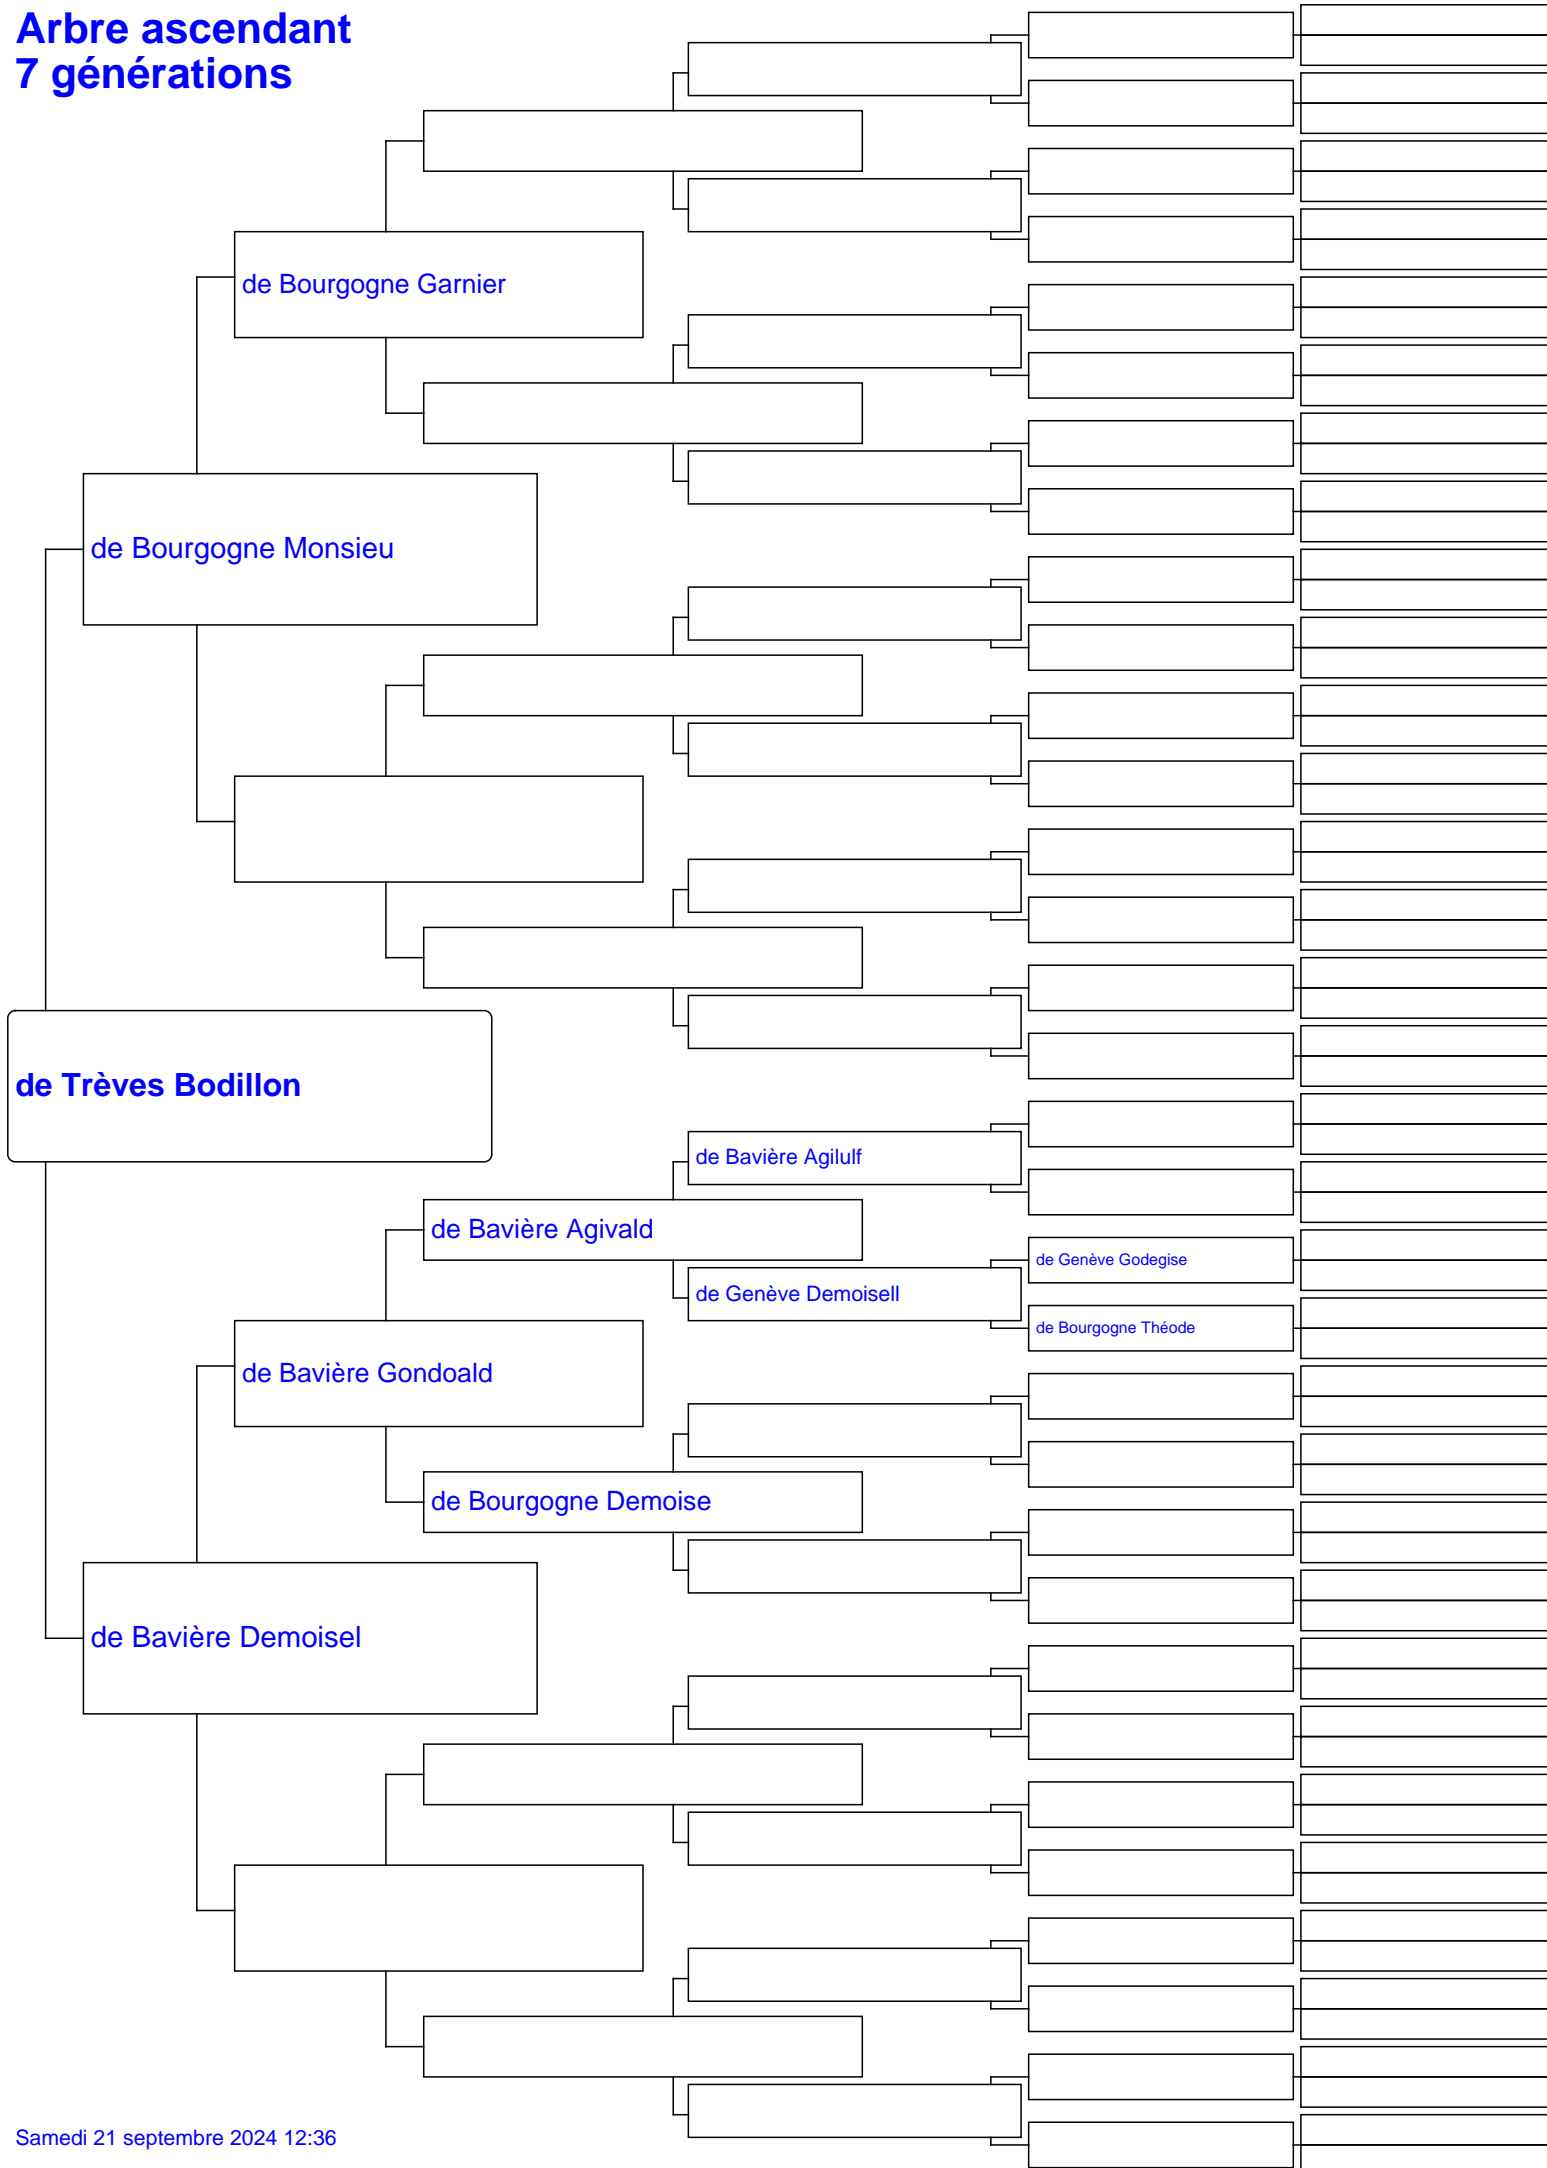 Arbre ascendant
7 générations
de Bourgogne Garnier
de Bourgogne Monsieu
de Trèves Bodillon
de Bavière Agilulf
de Bavière Agivald
de Genève Godegise
de Genève Demoisell
de Bourgogne Théode
de Bavière Gondoald
de Bourgogne Demoise
de Bavière Demoisel
Samedi 21 septembre 2024 12:36